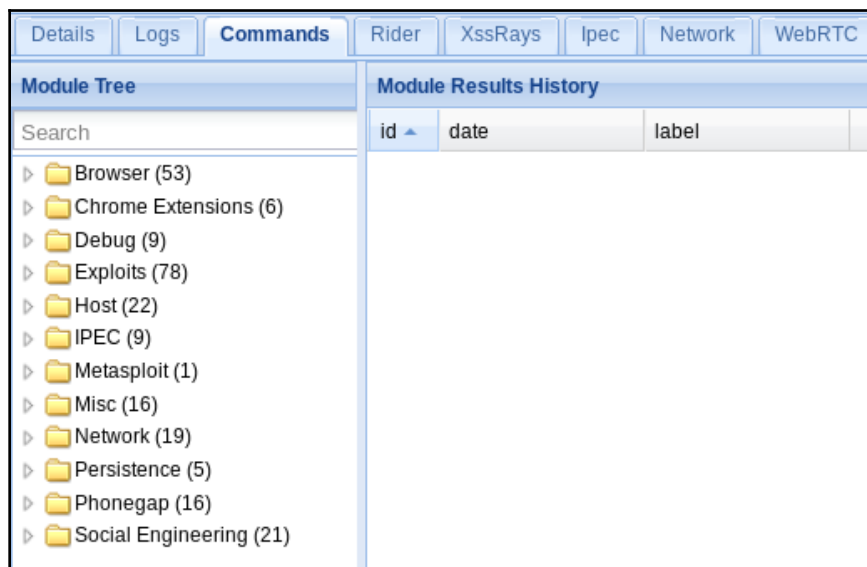 Details Logs Commands Rider XssRays Ipec Network WebRTC
Module Tree
Search
Browser (53)
Chrome Extensions (6)
Debug (9)
Exploits (78)
Host (22)
IPEC (9)
Metasploit (1)
Misc (16)
Network (19)
Persistence (5)
Phonegap (16)
Social Engineering (21)
Module Results History
id date label